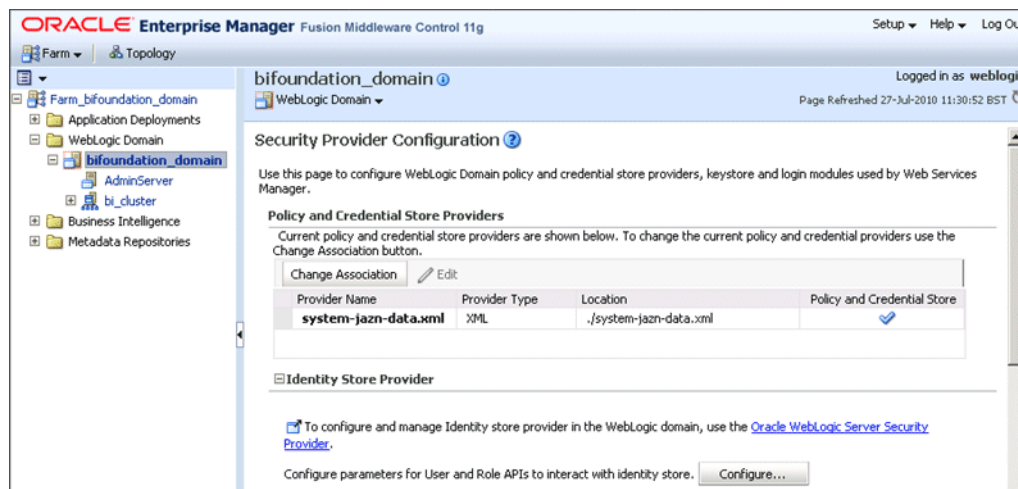 ORACLE Enterprise Manager Fusion Middleware Control 11g
Setup Help Log Ou
Farm Topology
bifoundation_domain
Logged in as weblogi
WebLogic Domain
Page Refreshed 27-Jul-2010 11:30:52 BST
Farm_bifoundation_domain
Application Deployments
WebLogic Domain
bifoundation_domain
AdminServer
bi_cluster
Business Intelligence
Metadata Repositories
Security Provider Configuration
Use this page to configure WebLogic Domain policy and credential store providers, keystore and login modules used by Web Services
Manager.
Policy and Credential Store Providers
Current policy and credential store providers are shown below. To change the current policy and credential providers use the
Change Association button.
Change Association Edit
Provider Name Provider Type Location Policy and Credential Store
system-jazn-data.xml XML ./system-jazn-data.xml
Identity Store Provider
To configure and manage Identity store provider in the WebLogic domain, use the Oracle WebLogic Server Security
Provider.
Configure parameters for User and Role APIs to interact with identity store. Configure...